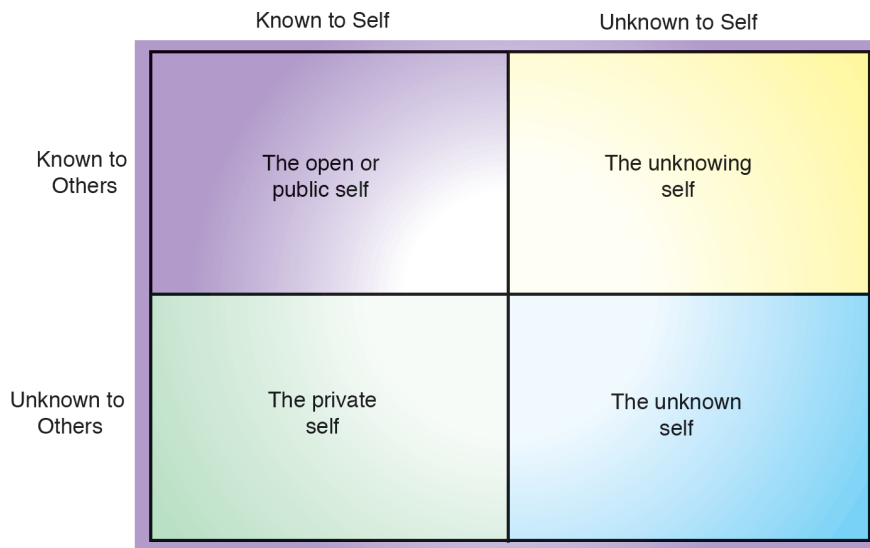 Known to Self
Unknown to Self
Known to
Others
The open or
public self
The unknowing
self
Unknown to
Others
The private
self
The unknown
self